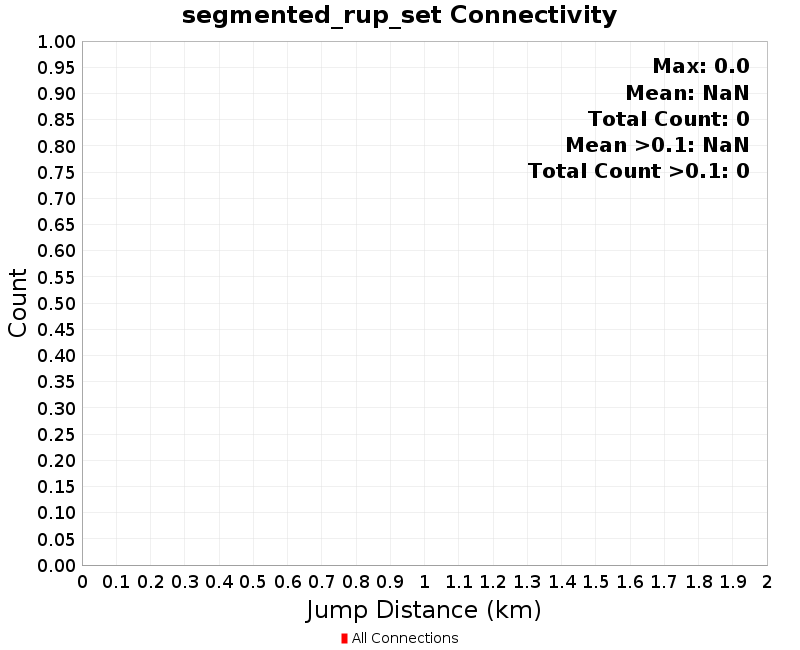 segmented_rup_set Connectivity
1.00
0.95
0.90
0.85
0.80
0.75
0.70
0.65
0.60
0.55
0.50
0.45
0.40
0.35
0.30
0.25
0.20
0.15
0.10
0.05
0.00
Count
Max: 0.0
Mean: NaN
Total Count: 0
Mean >0.1: NaN
Total Count >0.1: 0
0 0.1 0.2 0.3 0.4 0.5 0.6 0.7 0.8 0.9 1 1.1 1.2 1.3 1.4 1.5 1.6 1.7 1.8 1.9 2
Jump Distance (km)
All Connections